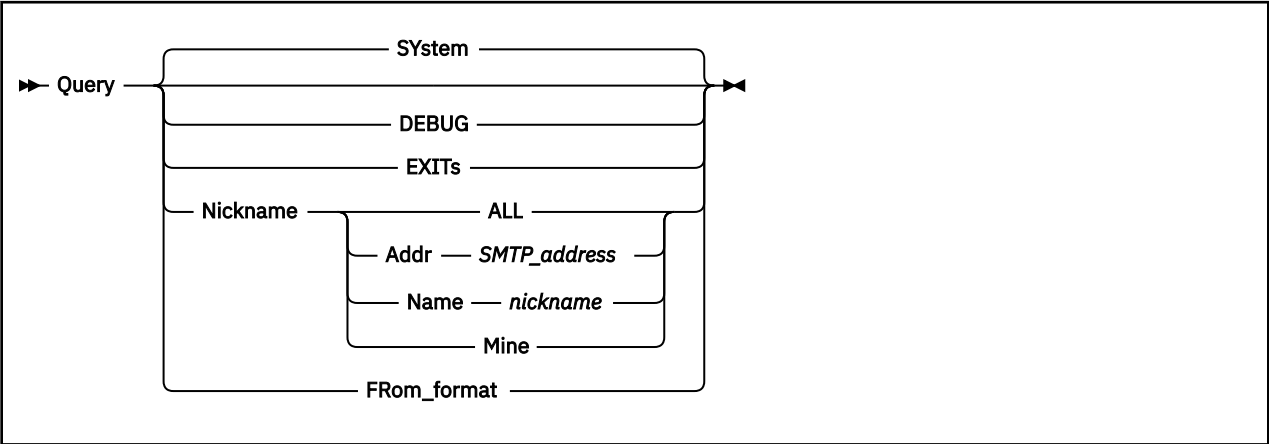 SYstem
Query
DEBUG
EXITs
Nickname ALL
Addr SMTP_address
Name nickname
Mine
FRom_format